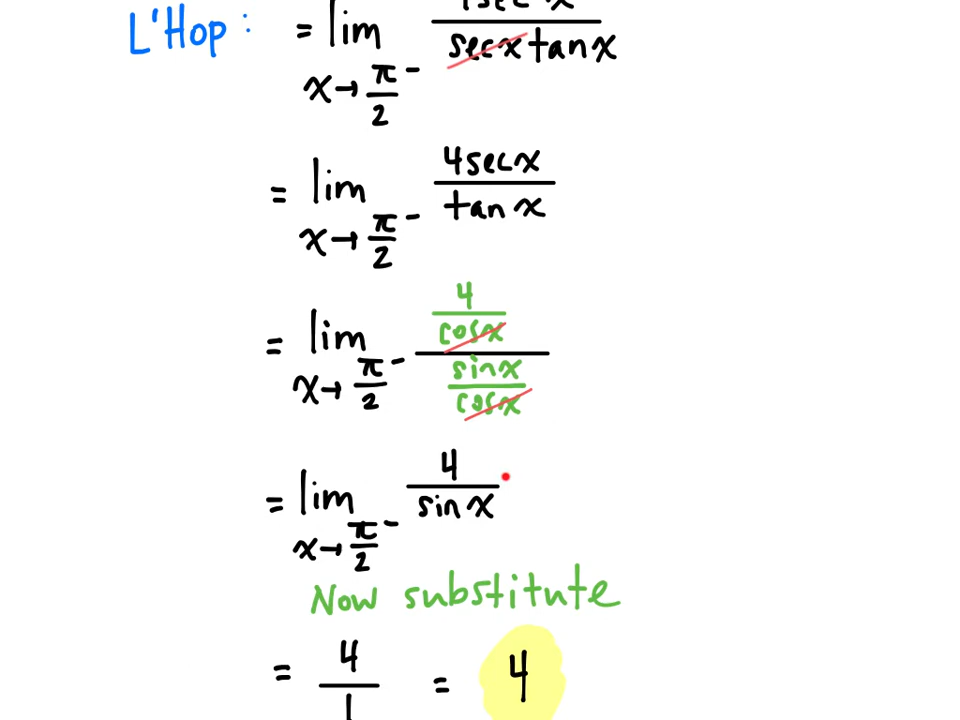 L'Hop: = lim x→π/2⁻ 4sec²x / secx tanx
= lim x→π/2⁻ 4secx / tanx
= lim x→π/2⁻ (4/cosx) / (sinx/cosx)
= lim x→π/2⁻ 4 / sinx
Now substitute
= 4/1 = 4